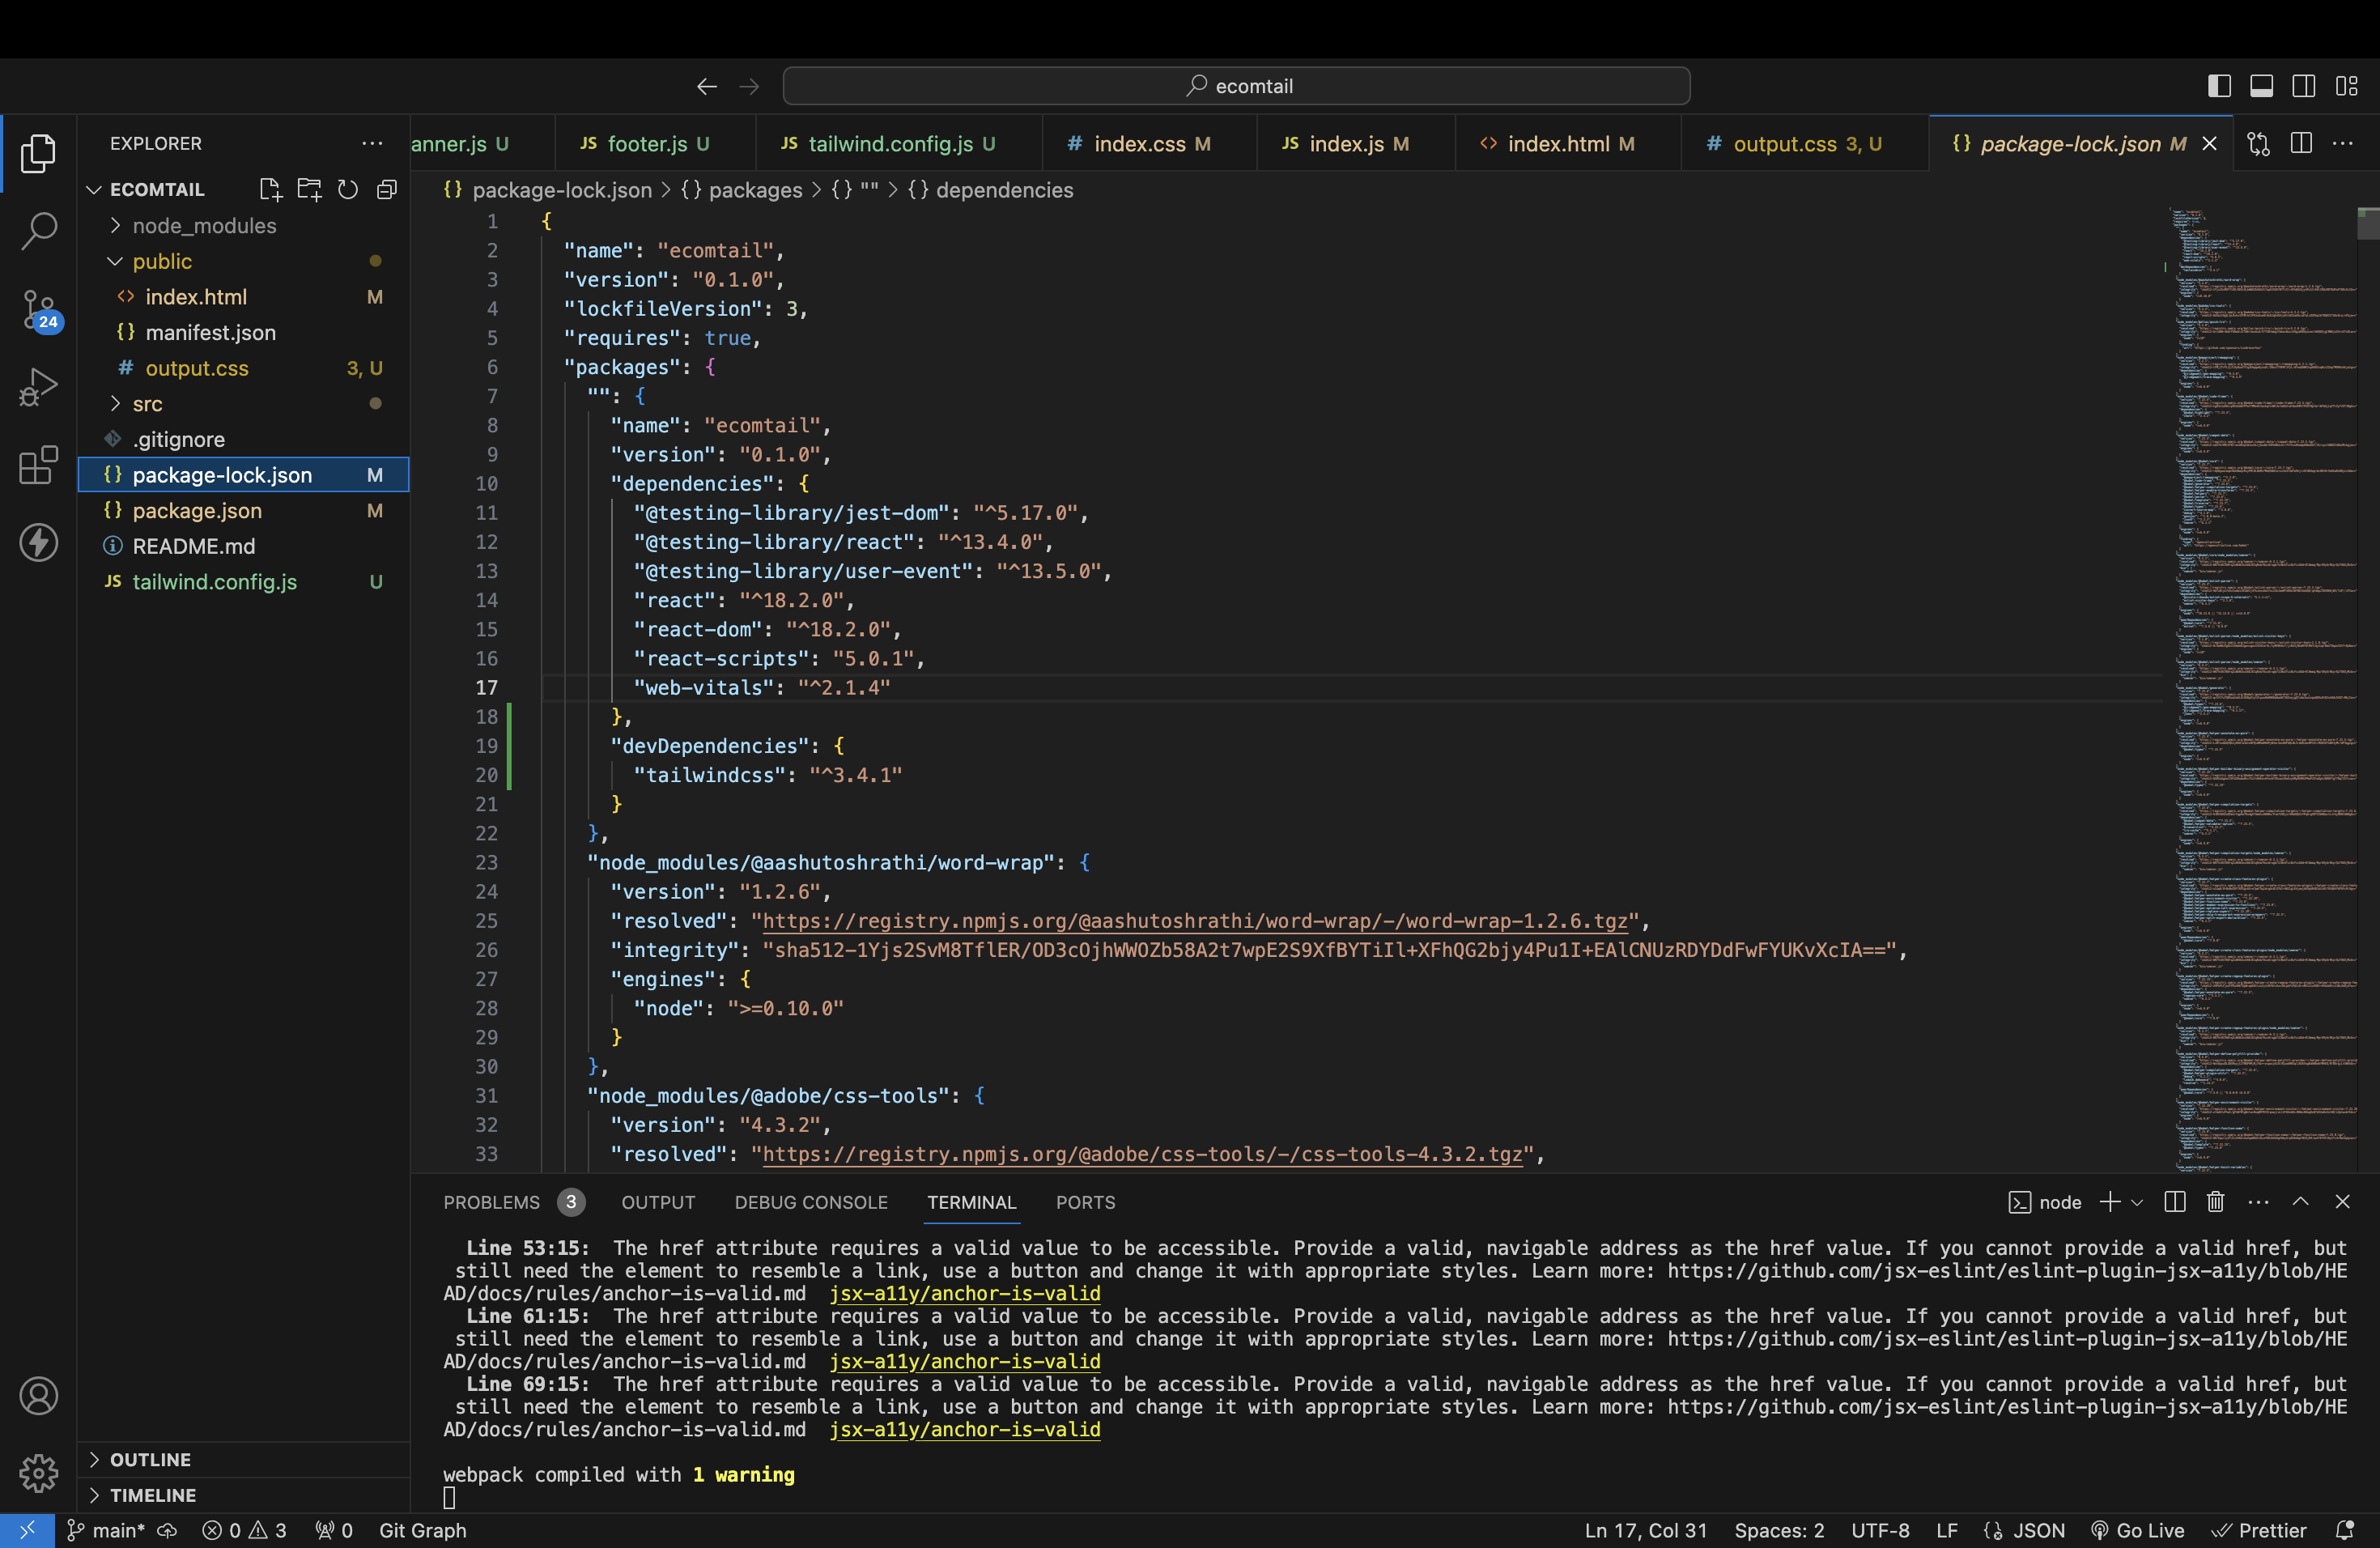 ecomtail
EXPLORER
anner.js U
JS footer.js U
JS tailwind.config.js U
# index.css M
JS index.js M
<> index.html M
# output.css 3, U
{} package-lock.json M
ECOMTAIL
{} package-lock.json > {} packages > {} "" > {} dependencies
node_modules
public
<> index.html M
{} manifest.json
# output.css 3, U
src
.gitignore
{} package-lock.json M
{} package.json M
README.md
JS tailwind.config.js U
24
OUTLINE
TIMELINE
1 {
2 "name": "ecomtail",
3 "version": "0.1.0",
4 "lockfileVersion": 3,
5 "requires": true,
6 "packages": {
7 "": {
8 "name": "ecomtail",
9 "version": "0.1.0",
10 "dependencies": {
11 "@testing-library/jest-dom": "^5.17.0",
12 "@testing-library/react": "^13.4.0",
13 "@testing-library/user-event": "^13.5.0",
14 "react": "^18.2.0",
15 "react-dom": "^18.2.0",
16 "react-scripts": "5.0.1",
17 "web-vitals": "^2.1.4"
18 },
19 "devDependencies": {
20 "tailwindcss": "^3.4.1"
21 }
22 },
23 "node_modules/@aashutoshrathi/word-wrap": {
24 "version": "1.2.6",
25 "resolved": "https://registry.npmjs.org/@aashutoshrathi/word-wrap/-/word-wrap-1.2.6.tgz",
26 "integrity": "sha512-1Yjs2SvM8TflER/OD3cOjhWWOZb58A2t7wpE2S9XfBYTiIl+XFhQG2bjy4Pu1I+EAlCNUzRDYDdFwFYUKvXcIA==",
27 "engines": {
28 "node": ">=0.10.0"
29 }
30 },
31 "node_modules/@adobe/css-tools": {
32 "version": "4.3.2",
33 "resolved": "https://registry.npmjs.org/@adobe/css-tools/-/css-tools-4.3.2.tgz",
PROBLEMS 3 OUTPUT DEBUG CONSOLE TERMINAL PORTS
node
Line 53:15: The href attribute requires a valid value to be accessible. Provide a valid, navigable address as the href value. If you cannot provide a valid href, but
still need the element to resemble a link, use a button and change it with appropriate styles. Learn more: https://github.com/jsx-eslint/eslint-plugin-jsx-a11y/blob/HE
AD/docs/rules/anchor-is-valid.md jsx-a11y/anchor-is-valid
Line 61:15: The href attribute requires a valid value to be accessible. Provide a valid, navigable address as the href value. If you cannot provide a valid href, but
still need the element to resemble a link, use a button and change it with appropriate styles. Learn more: https://github.com/jsx-eslint/eslint-plugin-jsx-a11y/blob/HE
AD/docs/rules/anchor-is-valid.md jsx-a11y/anchor-is-valid
Line 69:15: The href attribute requires a valid value to be accessible. Provide a valid, navigable address as the href value. If you cannot provide a valid href, but
still need the element to resemble a link, use a button and change it with appropriate styles. Learn more: https://github.com/jsx-eslint/eslint-plugin-jsx-a11y/blob/HE
AD/docs/rules/anchor-is-valid.md jsx-a11y/anchor-is-valid
webpack compiled with 1 warning
main* 0 3 0 Git Graph
Ln 17, Col 31 Spaces: 2 UTF-8 LF JSON Go Live Prettier